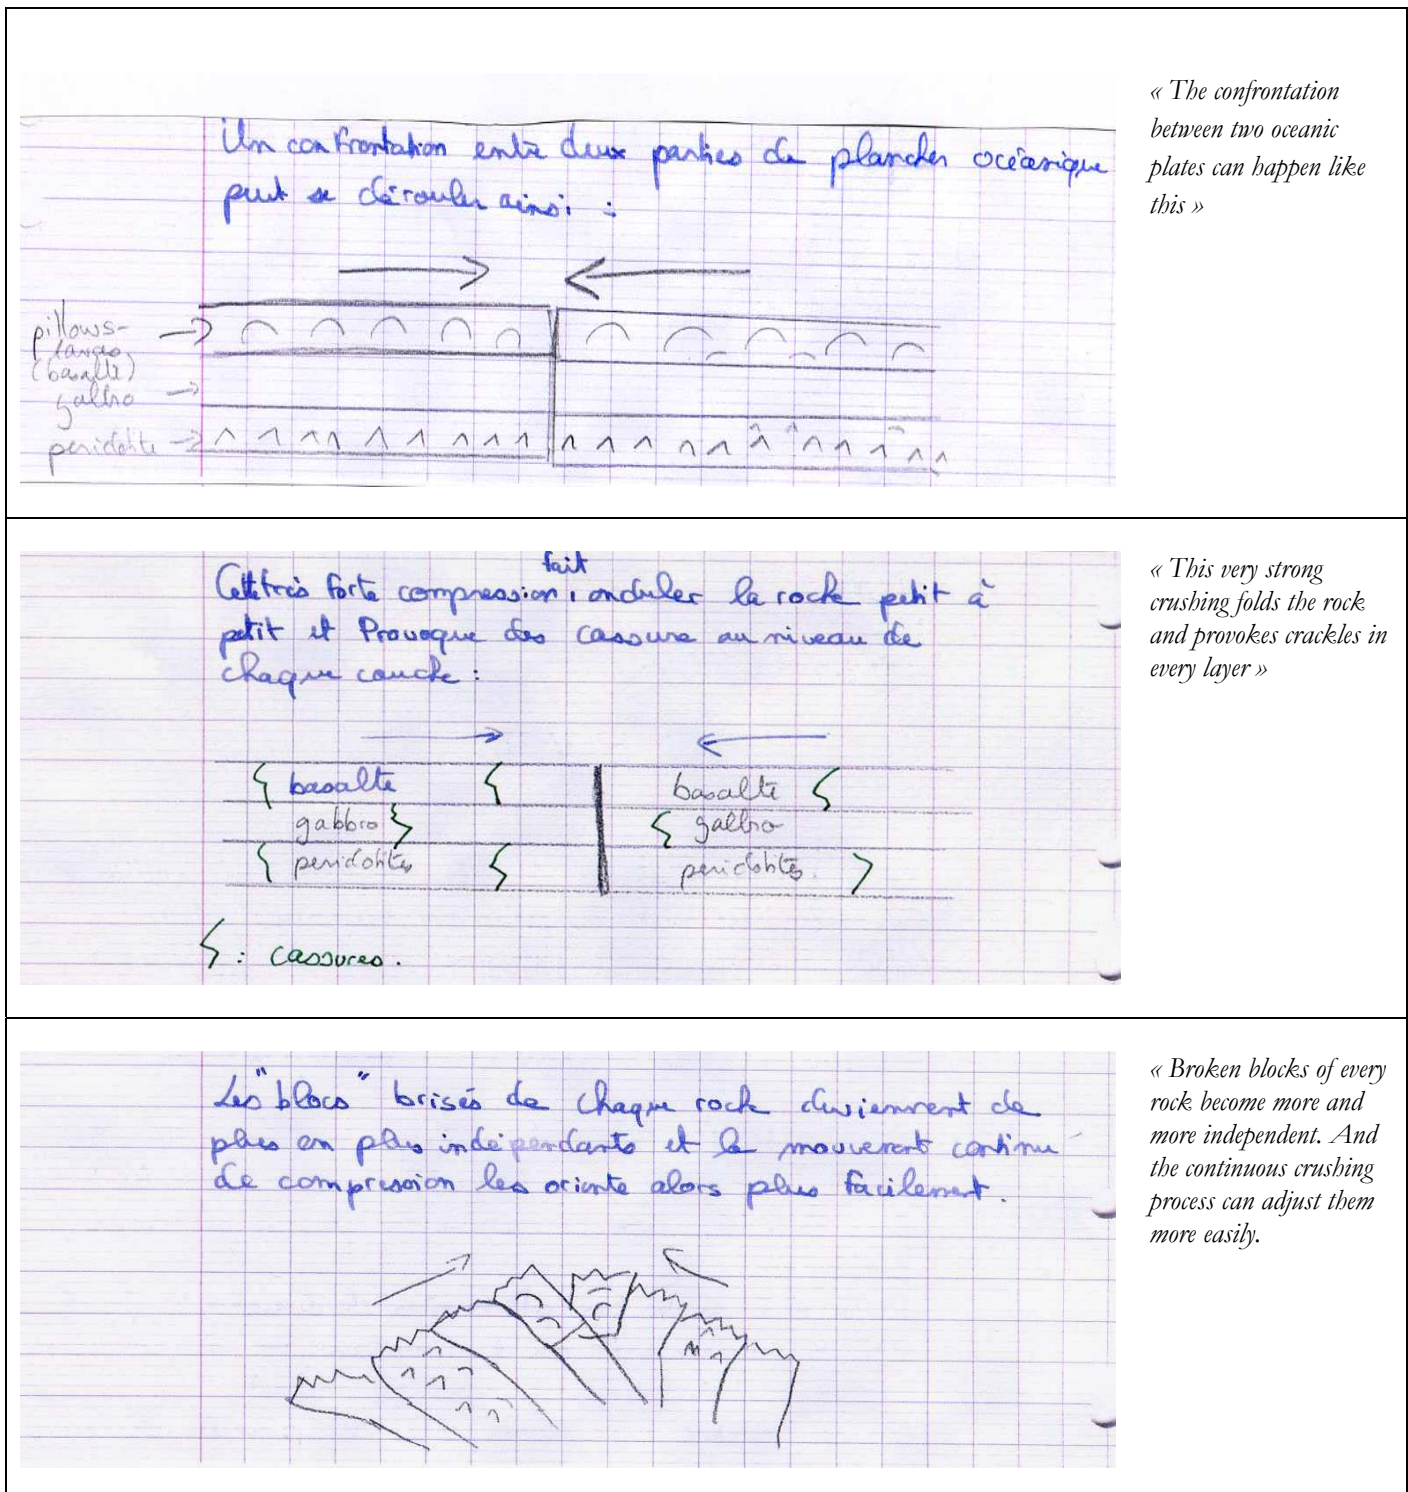 Un confrontation entre deux parties de plancher océanique
peut se dérouler ainsi :
pillows-
lavas
(basalte)
gabbro
peridotite
« The confrontation
between two oceanic
plates can happen like
this »
fait
Cette très forte compression, onduler la roche petit à
petit et Provoque des cassure au niveau de
chaque couche :
basalte
basalte
gabbro
gabbro
peridotites
peridotites
: cassures.
« This very strong
crushing folds the rock
and provokes crackles in
every layer »
Les "blocs" brisés de chaque roche deviennent de
plus en plus indépendants et le mouvement continu
de compression les oriente alors plus facilement.
« Broken blocks of every
rock become more and
more independent. And
the continuous crushing
process can adjust them
more easily.